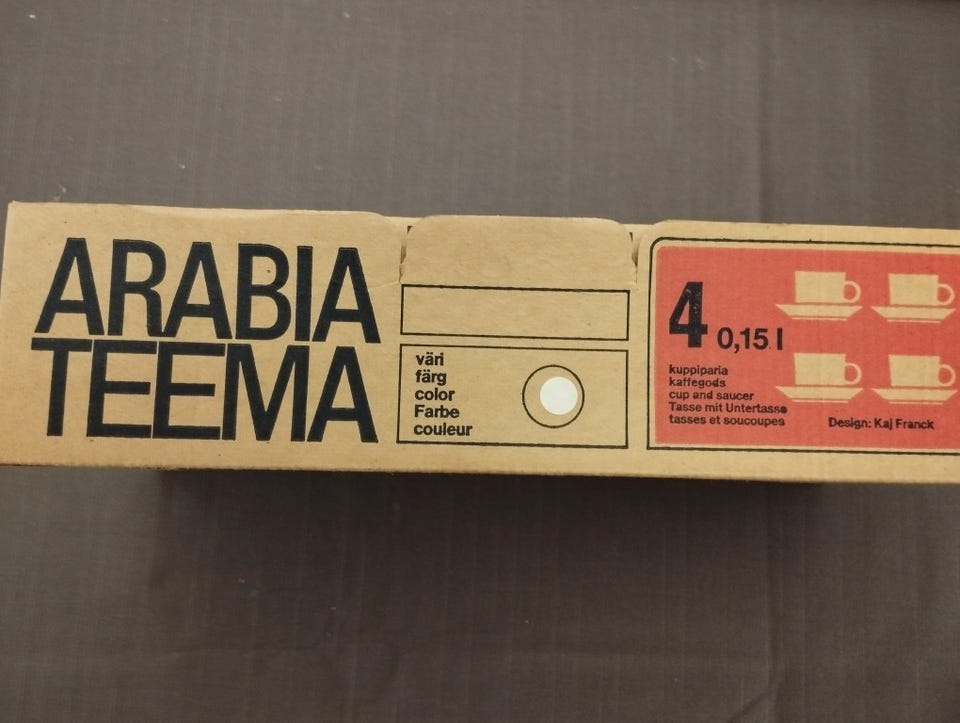 ARABIA
TEEMA
väri
färg
color
Farbe
couleur
4 0,15 l
kuppiparia
kaffegods
cup and saucer
Tasse mit Untertasse
tasses et soucoupes
Design: Kaj Franck